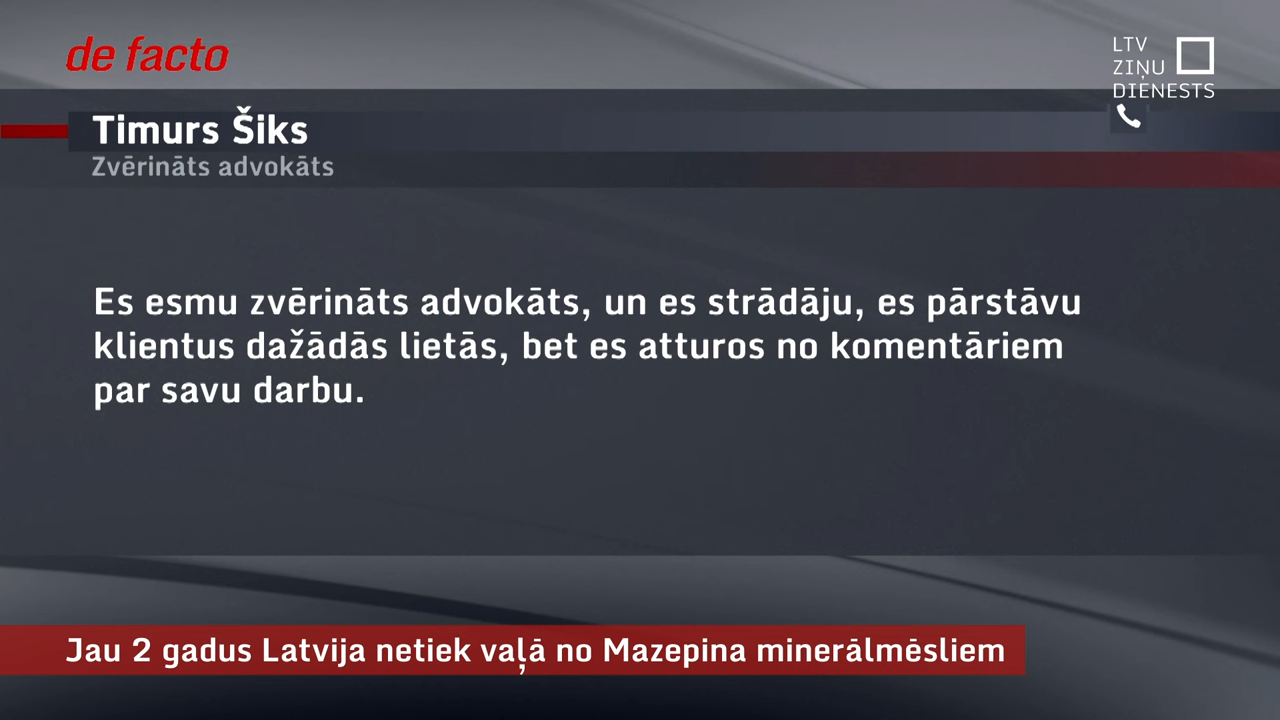 de facto
LTV
ZIŅU
DIENESTS
Timurs Šiks
Zvērināts advokāts
Es esmu zvērināts advokāts, un es strādāju, es pārstāvu
klientus dažādās lietās, bet es atturos no komentāriem
par savu darbu.
Jau 2 gadus Latvija netiek vaļā no Mazepina minerālmēsliem